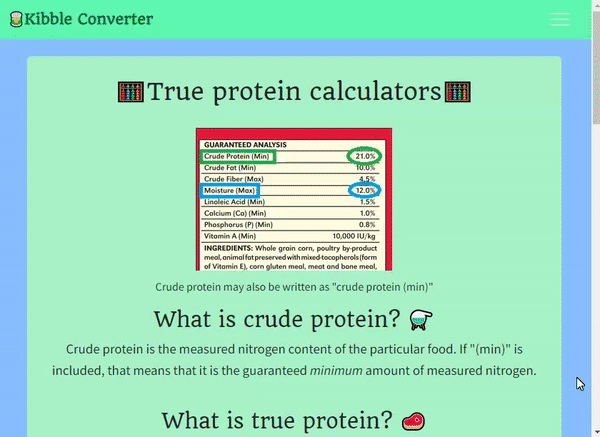 Kibble Converter
True protein calculators
GUARANTEED ANALYSIS
Crude Protein (Min) 21.0%
Crude Fat (Min) 10.0%
Crude Fiber (Max) 4.5%
Moisture (Max) 12.0%
Linoleic Acid (Min) 1.5%
Calcium (Ca) (Min) 1.0%
Phosphorus (P) (Min) 0.8%
Vitamin A (Min) 10,000 IU/kg
INGREDIENTS: Whole grain corn, poultry by-product
meal, animal fat preserved with mixed-tocopherols (form
of Vitamin E), corn gluten meal, meat and bone meal,
Crude protein may also be written as "crude protein (min)"
What is crude protein?
Crude protein is the measured nitrogen content of the particular food. If "(min)" is
included, that means that it is the guaranteed minimum amount of measured nitrogen.
What is true protein?